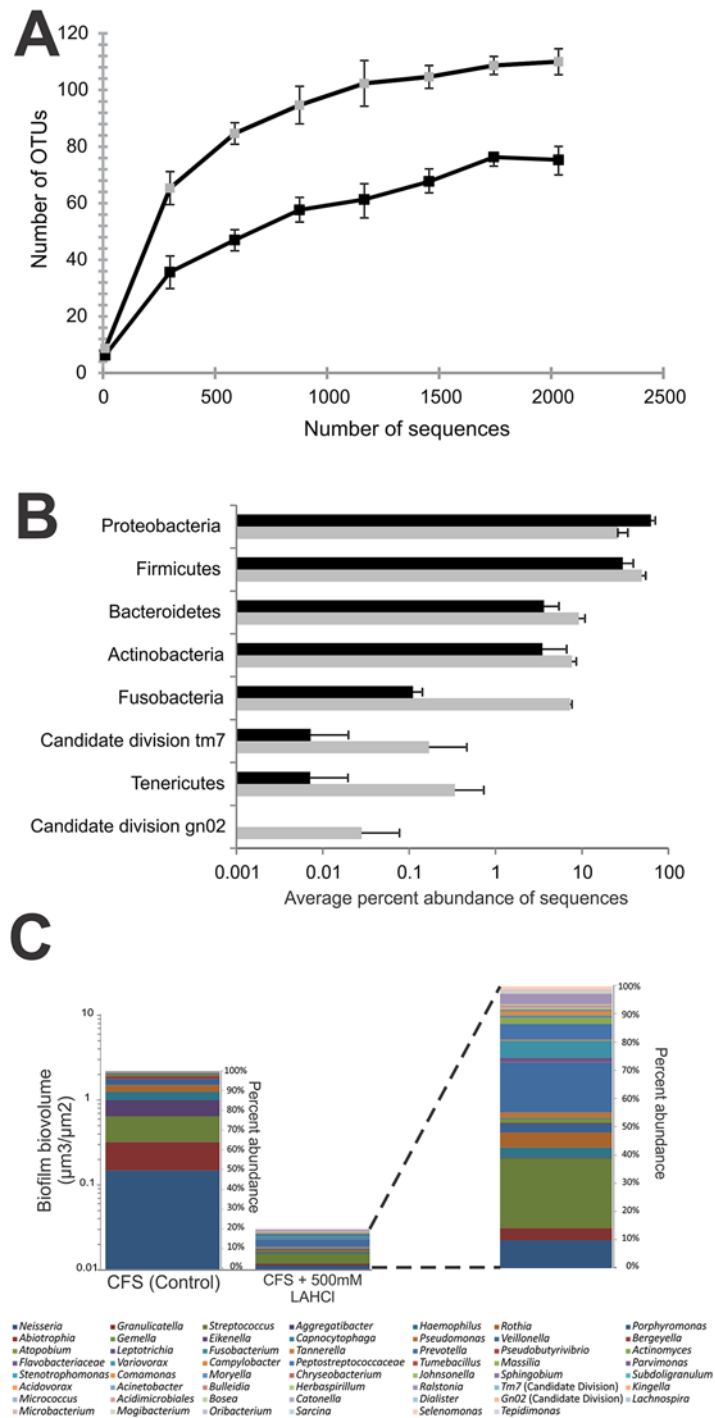 A
120
100
80
60
40
20
0
Number of OTUs
0 500 1000 1500 2000 2500
Number of sequences
B
Proteobacteria
Firmicutes
Bacteroidetes
Actinobacteria
Fusobacteria
Candidate division tm7
Tenericutes
Candidate division gn02
0.001 0.01 0.1 1 10 100
Average percent abundance of sequences
C
10
1
0.1
0.01
Biofilm biovolume
(µm3/µm2)
100%
90%
80%
70%
60%
50%
40%
30%
20%
10%
0%
Percent abundance
CFS (Control)
CFS + 500mM
LAHCl
100%
90%
80%
70%
60%
50%
40%
30%
20%
10%
0%
Percent abundance
Neisseria Granulicatella Streptococcus Aggregatibacter Haemophilus Rothia Porphyromonas
Abiotrophia Gemella Eikenella Capnocytophaga Pseudomonas Veillonella Bergeyella
Atopobium Leptotrichia Fusobacterium Tannerella Prevotella Pseudobutyrivibrio Actinomyces
Flavobacteriaceae Variovorax Campylobacter Peptostreptococcaceae Tumebacillus Massilia Parvimonas
Stenotrophomonas Comamonas Moryella Chryseobacterium Johnsonella Sphingobium Subdoligranulum
Acidovorax Acinetobacter Bulleidia Herbaspirillum Ralstonia Tm7 (Candidate Division) Kingella
Micrococcus Acidimicrobiales Bosea Catonella Dialister Gn02 (Candidate Division) Lachnospira
Microbacterium Mogibacterium Oribacterium Sarcina Selenomonas Tepidimonas